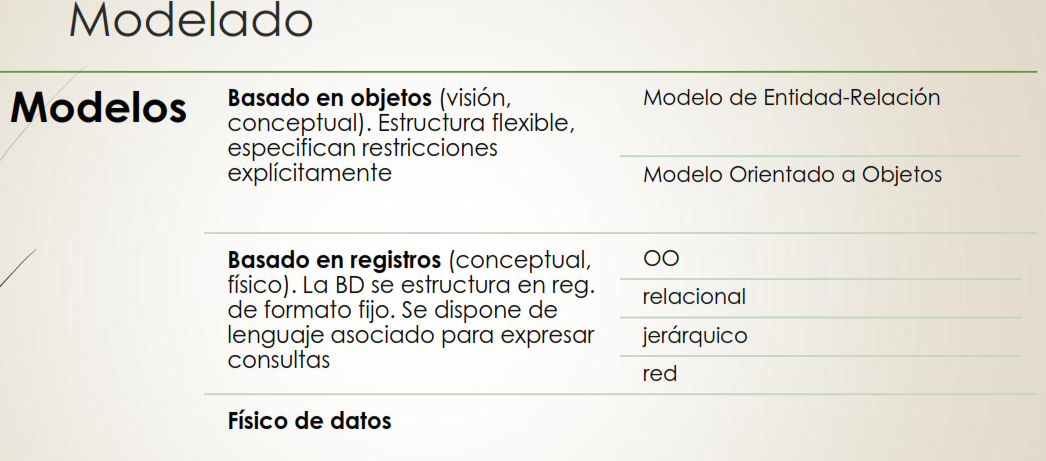 Modelado
Modelos
Basado en objetos (visión,
conceptual). Estructura flexible,
especifican restricciones
explícitamente
Modelo de Entidad-Relación
Modelo Orientado a Objetos
Basado en registros (conceptual,
físico). La BD se estructura en reg.
de formato fijo. Se dispone de
lenguaje asociado para expresar
consultas
OO
relacional
jerárquico
red
Físico de datos